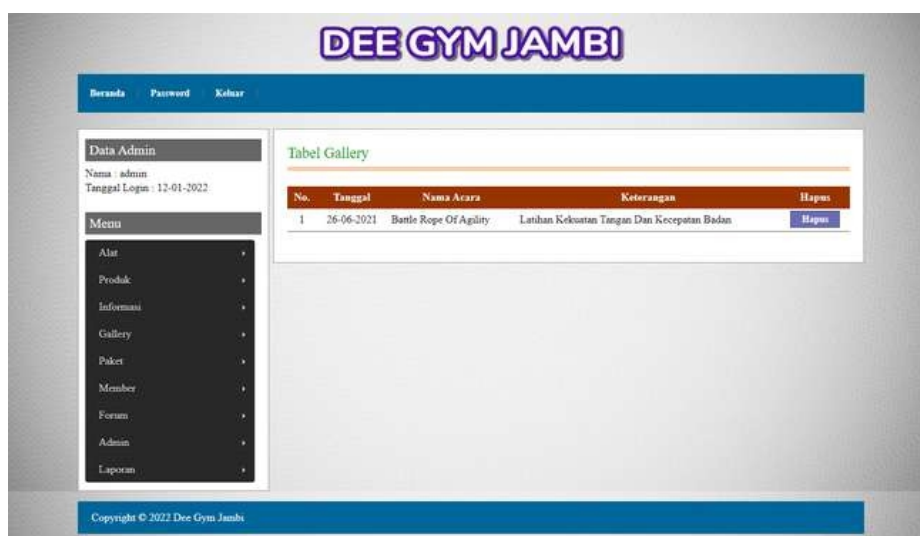 DEE GYM JAMBI
Beranda Password Keluar
Data Admin
Nama : admin
Tanggal Login : 12-01-2022
Menu
Alat
Produk
Informasi
Gallery
Paket
Member
Forum
Admin
Laporan
Tabel Gallery
No. Tanggal Nama Acara Keterangan Hapus
1 26-06-2021 Battle Rope Of Agility Latihan Kekuatan Tangan Dan Kecepatan Badan Hapus
Copyright © 2022 Dee Gym Jambi